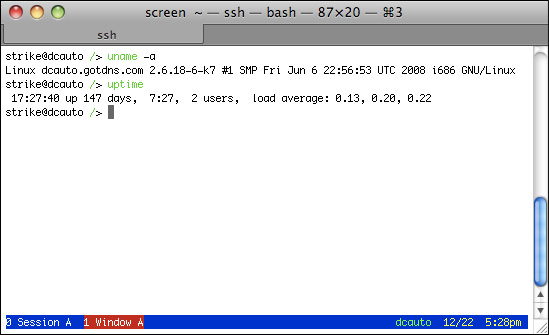 screen ~ — ssh — bash — 87×20 — ⌘3
ssh
strike@dcauto /> uname -a
Linux dcauto.gotdns.com 2.6.18-6-k7 #1 SMP Fri Jun 6 22:56:53 UTC 2008 i686 GNU/Linux
strike@dcauto /> uptime
17:27:40 up 147 days,  7:27,  2 users,  load average: 0.13, 0.20, 0.22
strike@dcauto />
0 Session A  1 Window A dcauto  12/22  5:28pm